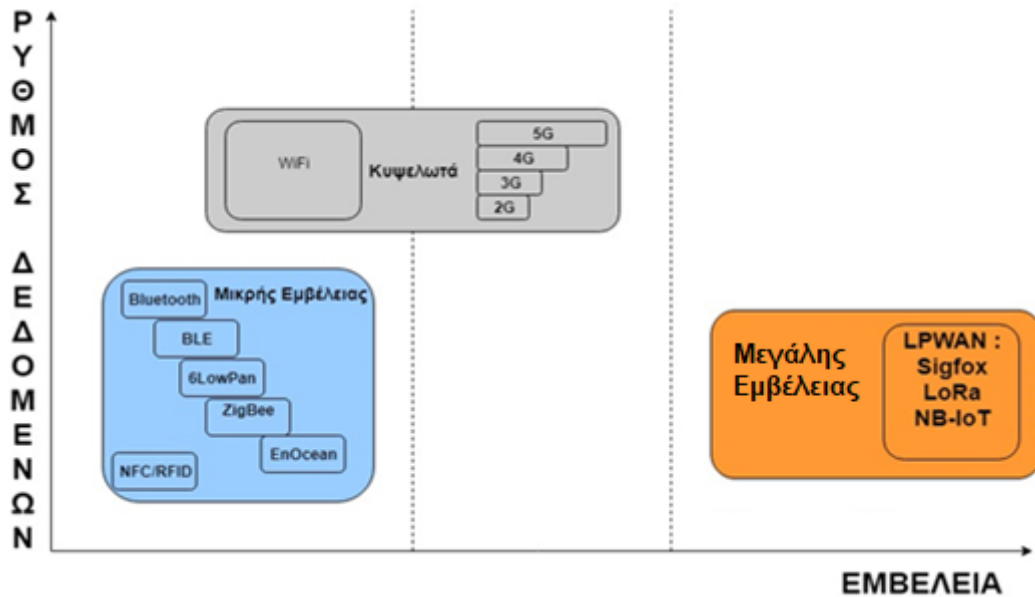 ΡΥΘΜΟΣ ΔΕΔΟΜΕΝΩΝ
WiFi
Κυψελωτά
5G
4G
3G
2G
Μικρής Εμβέλειας
Bluetooth
BLE
6LowPan
ZigBee
EnOcean
NFC/RFID
Μεγάλης
Εμβέλειας
LPWAN :
Sigfox
LoRa
NB-IoT
ΕΜΒΕΛΕΙΑ